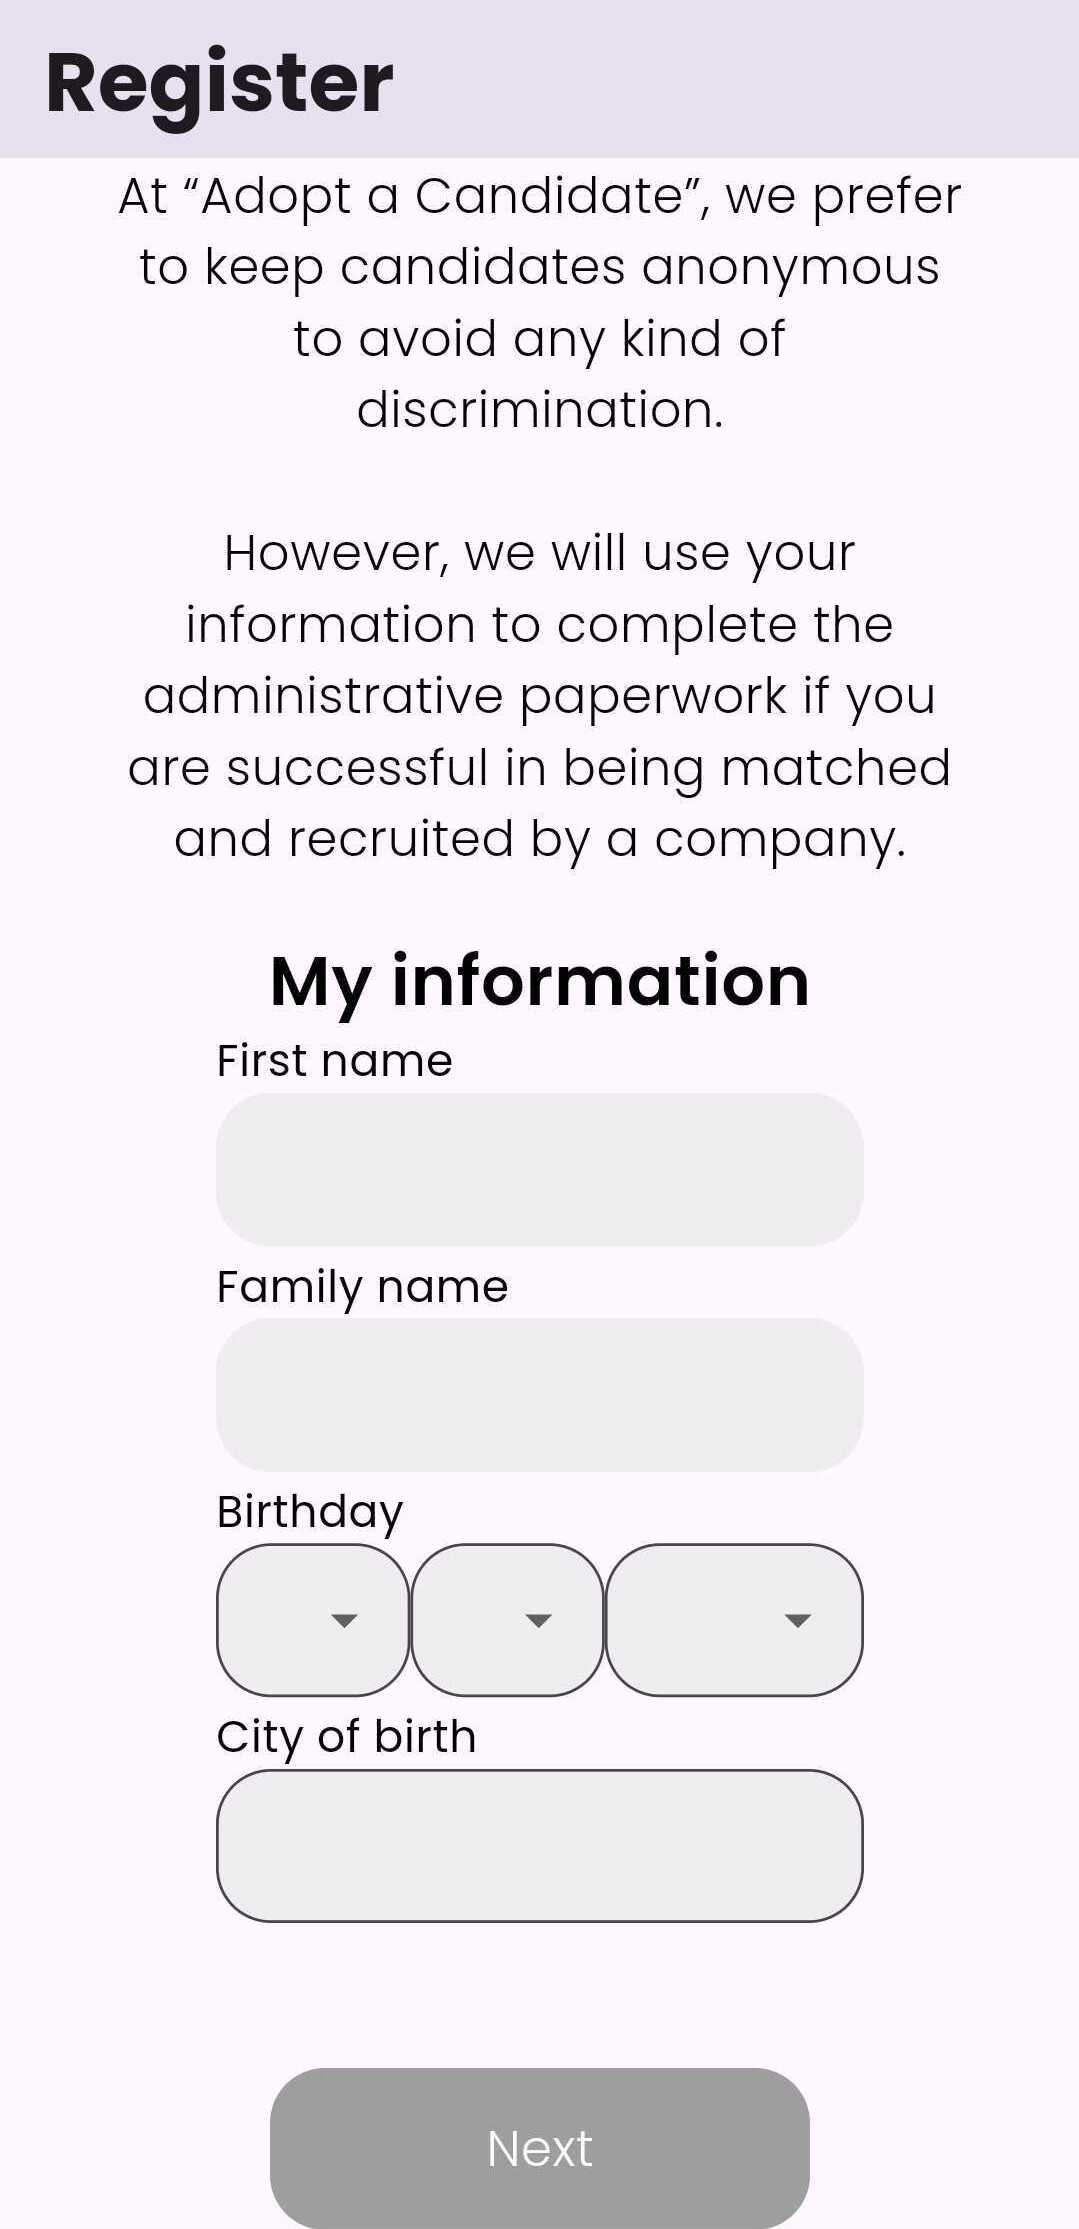 Register
At “Adopt a Candidate”, we prefer
to keep candidates anonymous
to avoid any kind of
discrimination.
However, we will use your
information to complete the
administrative paperwork if you
are successful in being matched
and recruited by a company.
My information
First name
Family name
Birthday
City of birth
Next